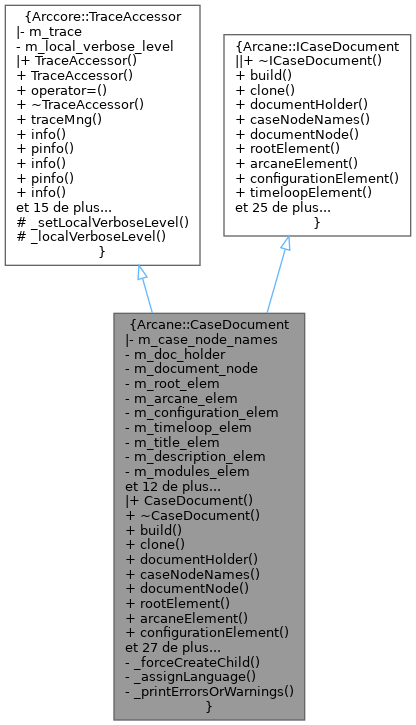 {Arccore::TraceAccessor
|- m_trace
- m_local_verbose_level
|+ TraceAccessor()
+ TraceAccessor()
+ operator=()
+ ~TraceAccessor()
+ traceMng()
+ info()
+ pinfo()
+ info()
+ pinfo()
+ info()
et 15 de plus...
# _setLocalVerboseLevel()
# _localVerboseLevel()
}
{Arcane::ICaseDocument
||+ ~ICaseDocument()
+ build()
+ clone()
+ documentHolder()
+ caseNodeNames()
+ documentNode()
+ rootElement()
+ arcaneElement()
+ configurationElement()
+ timeloopElement()
et 25 de plus...
}
{Arcane::CaseDocument
|- m_case_node_names
- m_doc_holder
- m_document_node
- m_root_elem
- m_arcane_elem
- m_configuration_elem
- m_timeloop_elem
- m_title_elem
- m_description_elem
- m_modules_elem
et 12 de plus...
|+ CaseDocument()
+ ~CaseDocument()
+ build()
+ clone()
+ documentHolder()
+ caseNodeNames()
+ documentNode()
+ rootElement()
+ arcaneElement()
+ configurationElement()
et 27 de plus...
- _forceCreateChild()
- _assignLanguage()
- _printErrorsOrWarnings()
}